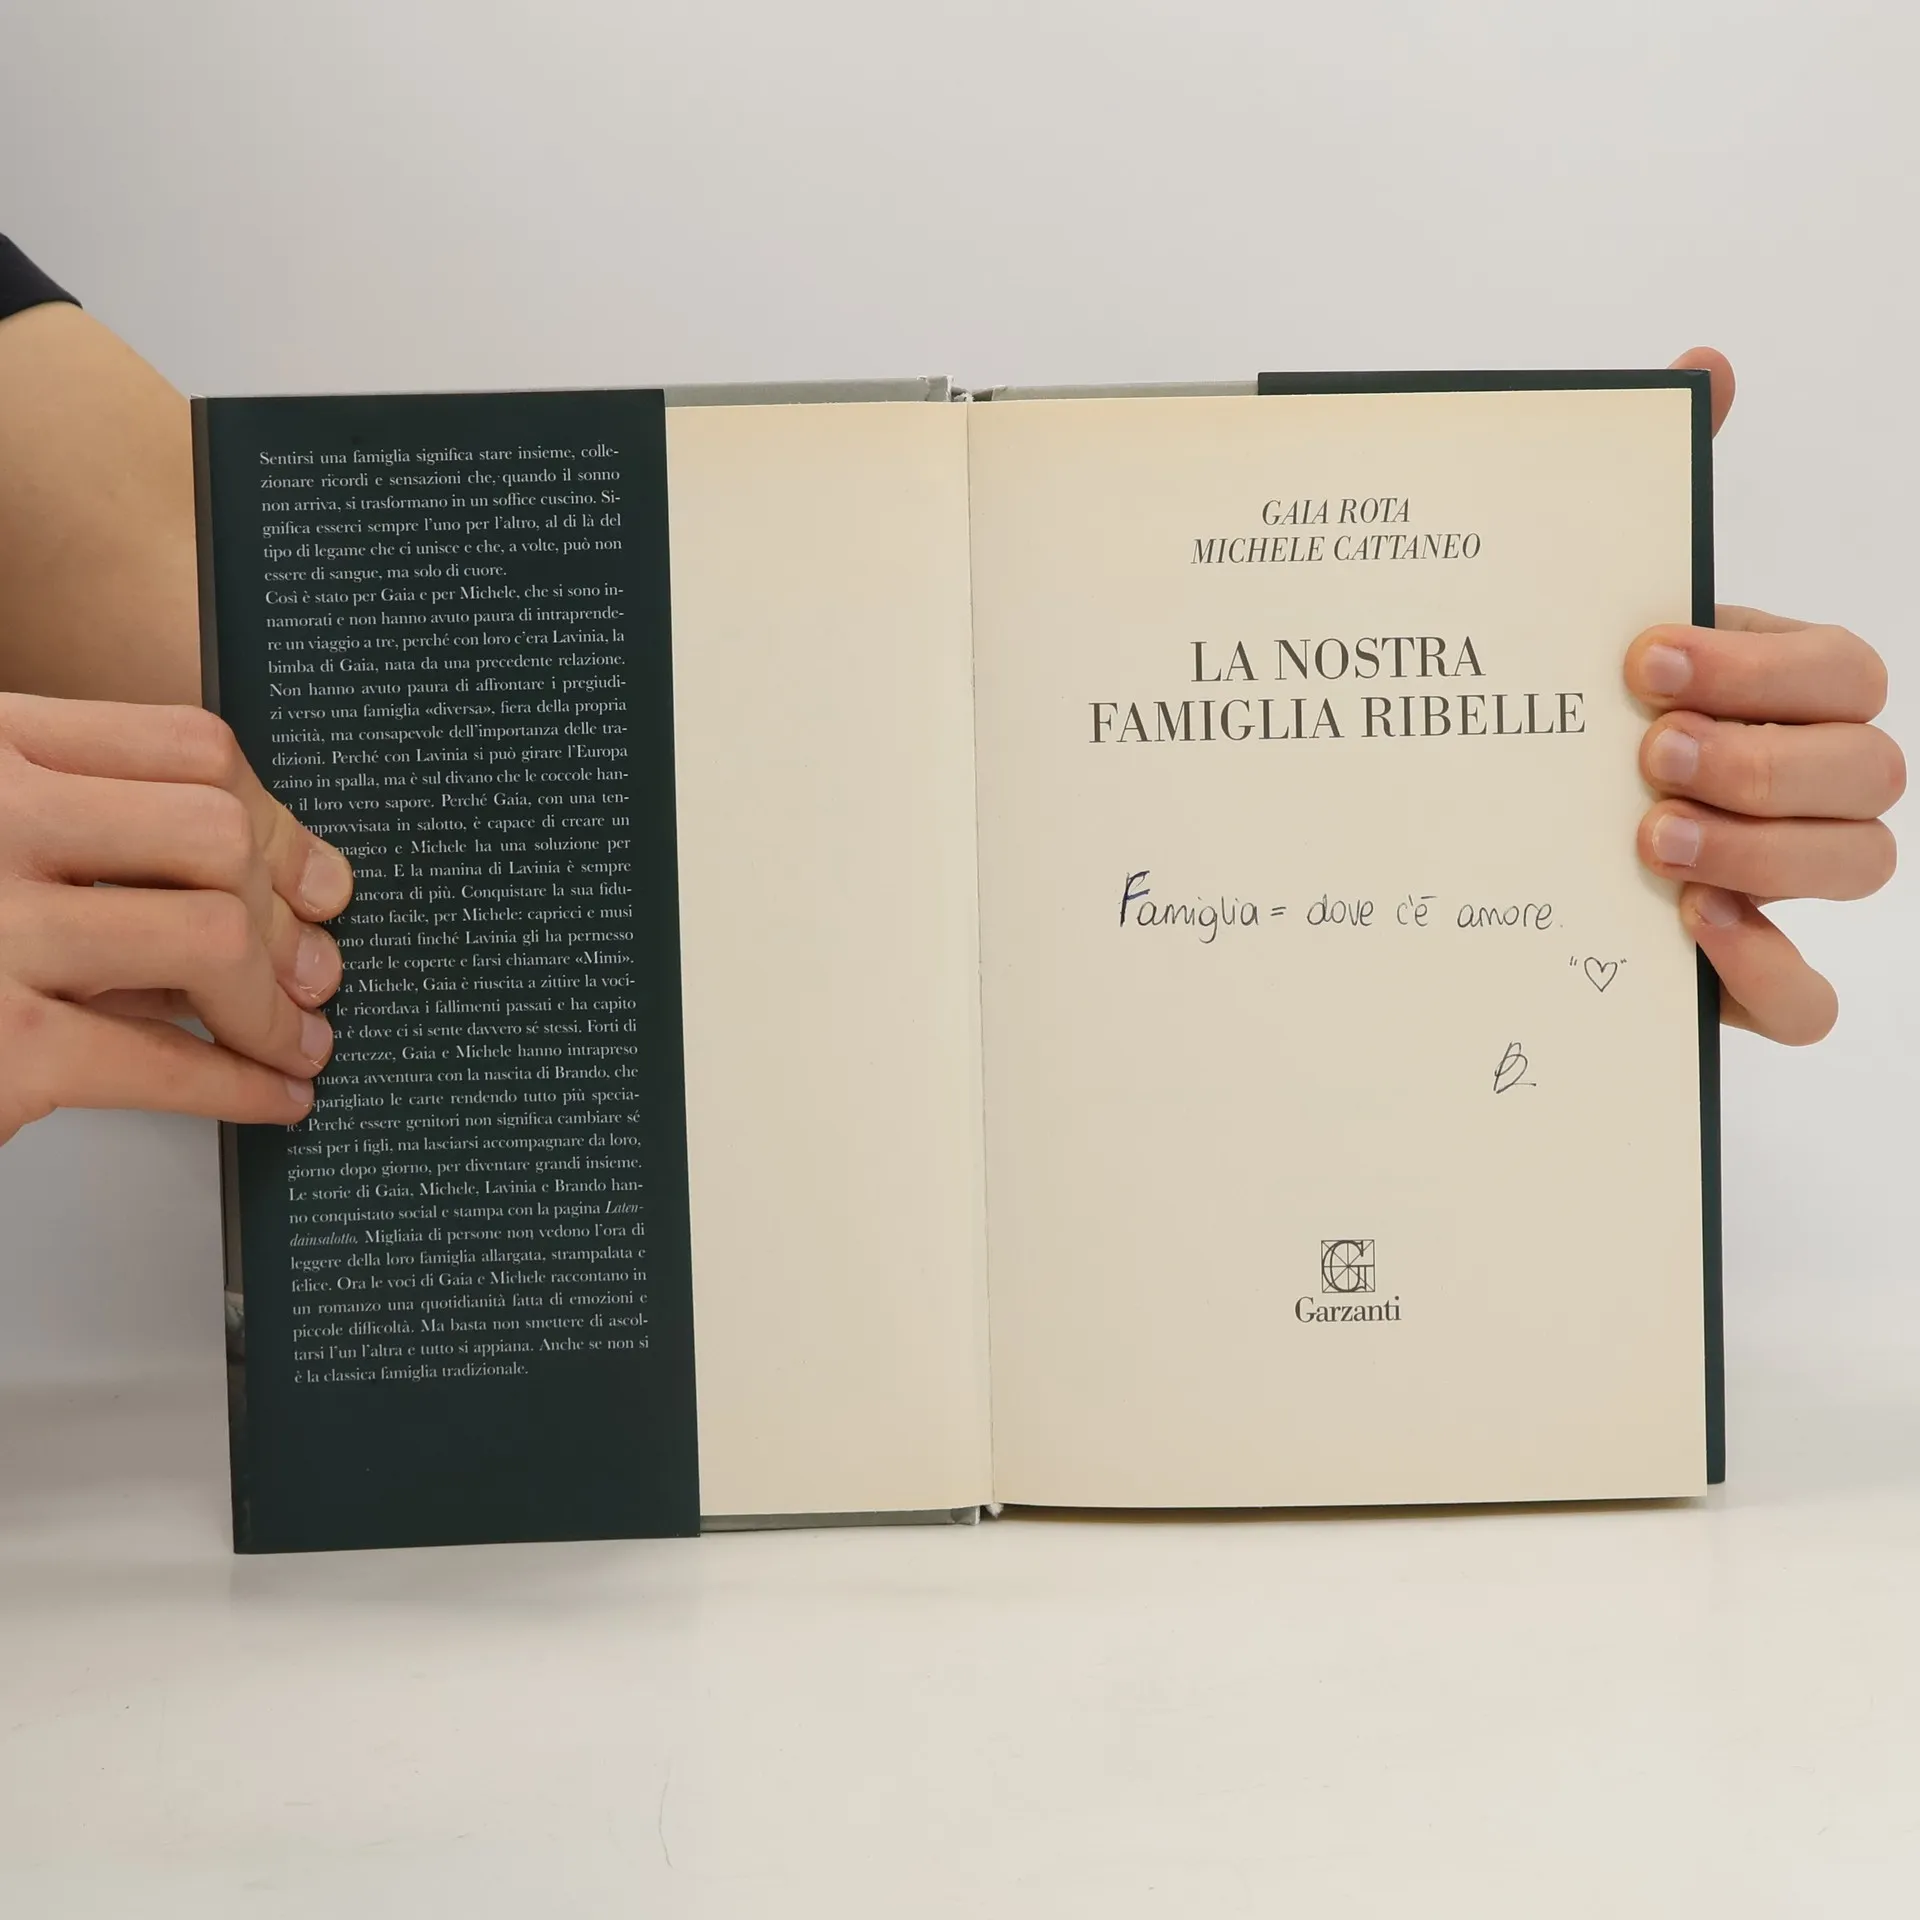 Sentirsi una famiglia significa stare insieme, colle-
zionare ricordi e sensazioni che, quando il sonno
non arriva, si trasformano in un soffice cuscino. Si-
gnifica esserci sempre l'uno per l'altro, al di là del
tipo di legame che ci unisce e che, a volte, può non
essere di sangue, ma solo di cuore.
Così è stato per Gaia e per Michele, che si sono in-
namorati e non hanno avuto paura di intraprende-
re un viaggio a tre, perché con loro c'era Lavinia, la
bimba di Gaia, nata da una precedente relazione.
Non hanno avuto paura di affrontare i pregiudi-
zi verso una famiglia «diversa», fiera della propria
unicità, ma consapevole dell'importanza delle tra-
dizioni. Perché con Lavinia si può girare l'Europa
zaino in spalla, ma è sul divano che le coccole han-
il loro vero sapore. Perché Gaia, con una ten-
improvvisata in salotto, è capace di creare un
magico e Michele ha una soluzione per
ema. E la manina di Lavinia è sempre
ancora di più. Conquistare la sua fidu-
è stato facile, per Michele: capricci e musi
ono durati finché Lavinia gli ha permesso
ccarle le coperte e farsi chiamare «Mimi».
a Michele, Gaia è riuscita a zittire la voci-
le ricordava i fallimenti passati e ha capito
a è dove ci si sente davvero sé stessi. Forti di
certezze, Gaia e Michele hanno intrapreso
nuova avventura con la nascita di Brando, che
sparigliato le carte rendendo tutto più specia-
le. Perché essere genitori non significa cambiare sé
stessi per i figli, ma lasciarsi accompagnare da loro,
giorno dopo giorno, per diventare grandi insieme.
Le storie di Gaia, Michele, Lavinia e Brando han-
no conquistato social e stampa con la pagina Laten-
dainsalotto. Migliaia di persone non vedono l'ora di
leggere della loro famiglia allargata, strampalata e
felice. Ora le voci di Gaia e Michele raccontano in
un romanzo una quotidianità fatta di emozioni e
piccole difficoltà. Ma basta non smettere di ascol-
tarsi l'un l'altra e tutto si appiana. Anche se non si
è la classica famiglia tradizionale.
GAIA ROTA
MICHELE CATTANEO
LA NOSTRA
FAMIGLIA RIBELLE
Famiglia = dove c'è amore.
"♡"
Garzanti